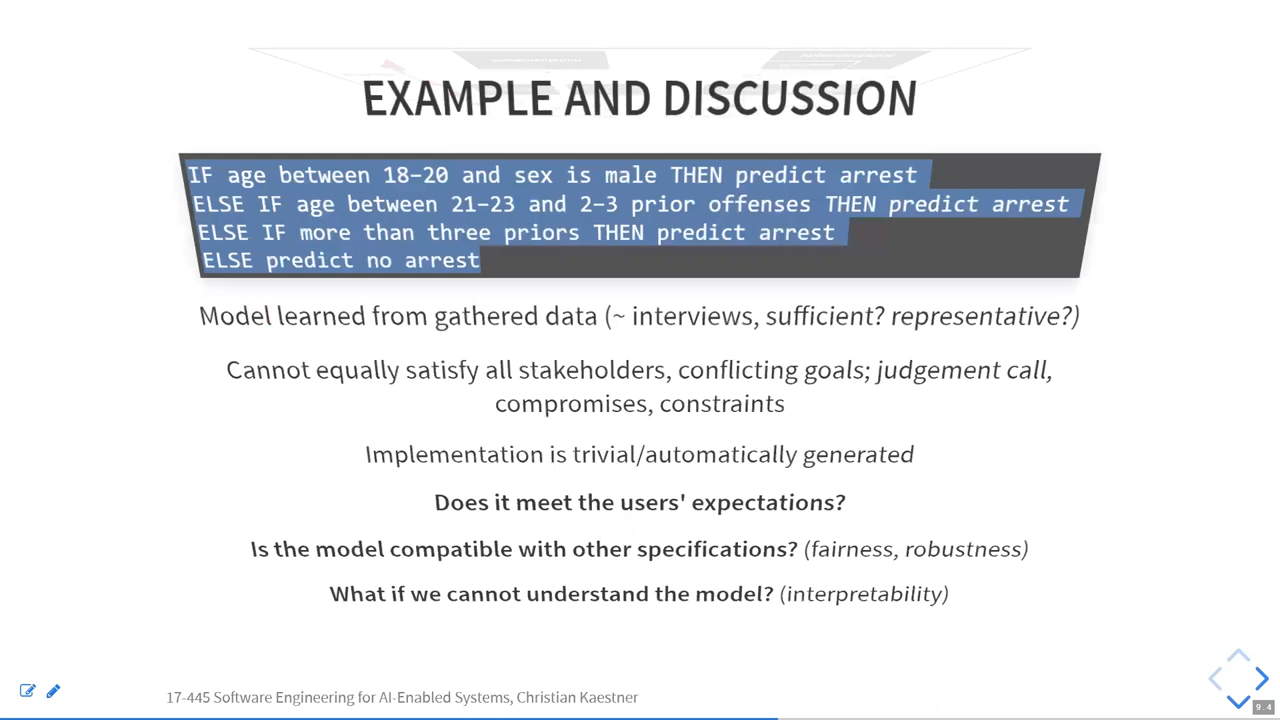 EXAMPLE AND DISCUSSION
IF age between 18–20 and sex is male THEN predict arrest
ELSE IF age between 21–23 and 2–3 prior offenses THEN predict arrest
ELSE IF more than three priors THEN predict arrest
ELSE predict no arrest
Model learned from gathered data (~ interviews, sufficient? representative?)
Cannot equally satisfy all stakeholders, conflicting goals; judgement call,
compromises, constraints
Implementation is trivial/automatically generated
Does it meet the users' expectations?
Is the model compatible with other specifications? (fairness, robustness)
What if we cannot understand the model? (interpretability)
17-445 Software Engineering for AI-Enabled Systems, Christian Kaestner
9.4